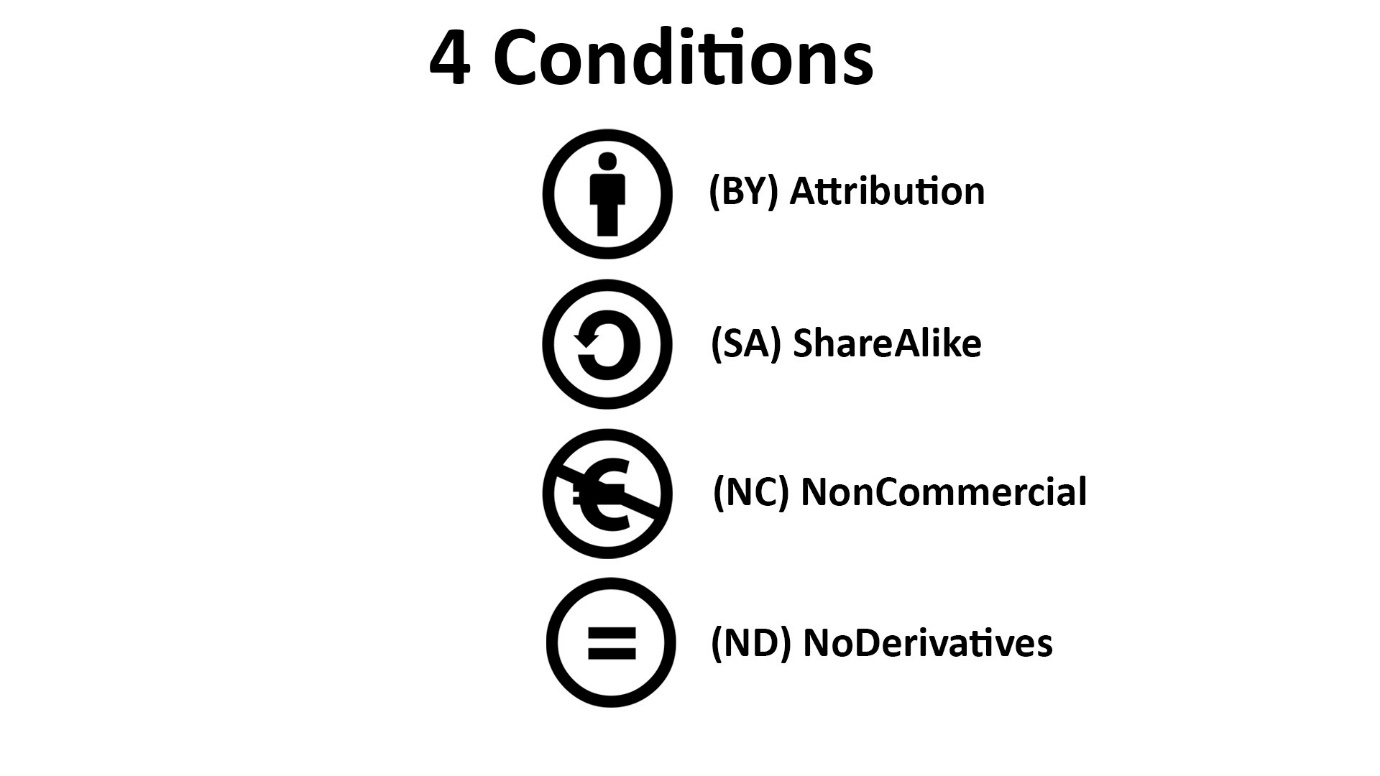 4 Conditions
(BY) Attribution
(SA) ShareAlike
(NC) NonCommercial
(ND) NoDerivatives